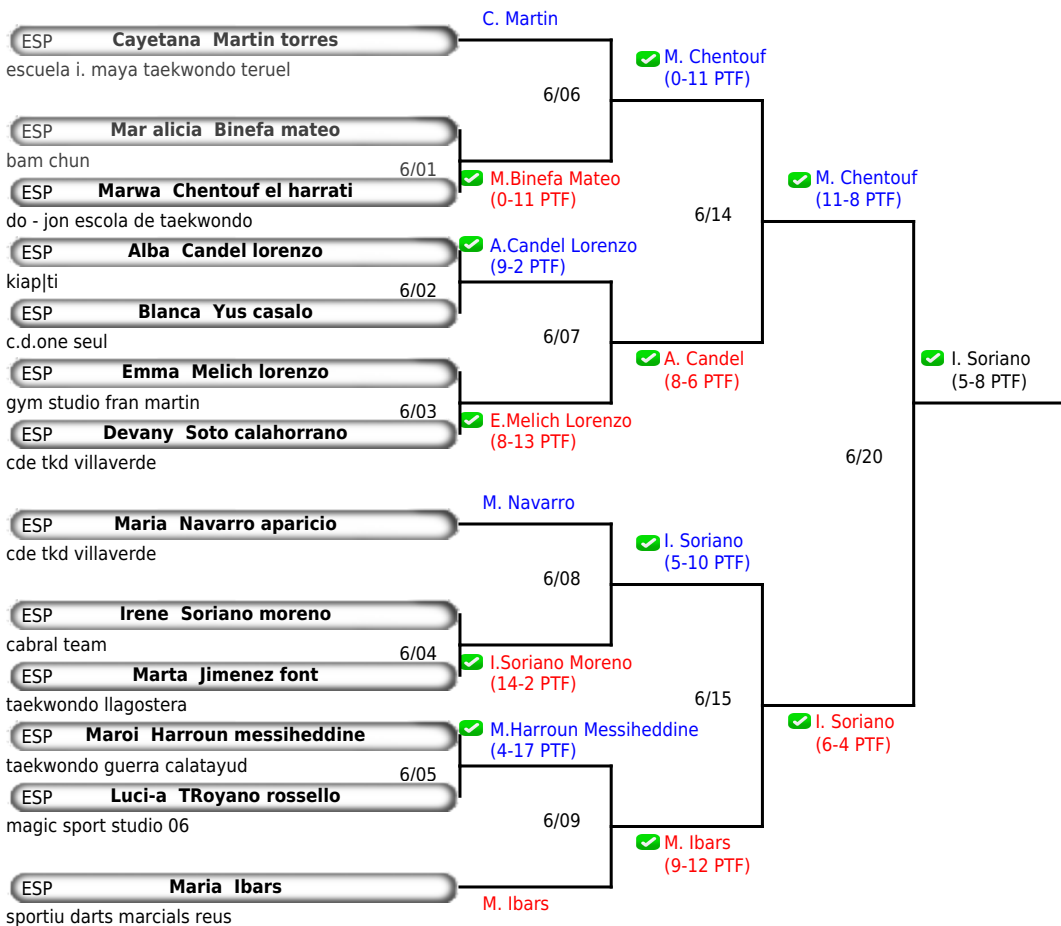 C. Martin
ESP Cayetana Martin torres
escuela i. maya taekwondo teruel
M. Chentouf
(0-11 PTF)
6/06
ESP Mar alicia Binefa mateo
bam chun
6/01
M.Binefa Mateo
(0-11 PTF)
ESP Marwa Chentouf el harrati
do - jon escola de taekwondo
M. Chentouf
(11-8 PTF)
6/14
ESP Alba Candel lorenzo
kiap|ti
A.Candel Lorenzo
(9-2 PTF)
6/02
ESP Blanca Yus casalo
c.d.one seul
6/07
A. Candel
(8-6 PTF)
I. Soriano
(5-8 PTF)
ESP Emma Melich lorenzo
gym studio fran martin
6/03
E.Melich Lorenzo
(8-13 PTF)
ESP Devany Soto calahorrano
cde tkd villaverde
6/20
M. Navarro
ESP Maria Navarro aparicio
cde tkd villaverde
I. Soriano
(5-10 PTF)
6/08
ESP Irene Soriano moreno
cabral team
6/04
I.Soriano Moreno
(14-2 PTF)
ESP Marta Jimenez font
taekwondo llagostera
6/15
I. Soriano
(6-4 PTF)
ESP Maroi Harroun messiheddine
taekwondo guerra calatayud
M.Harroun Messiheddine
(4-17 PTF)
6/05
ESP Luci-a TRoyano rossello
magic sport studio 06
6/09
M. Ibars
(9-12 PTF)
ESP Maria Ibars
sportiu darts marcials reus
M. Ibars